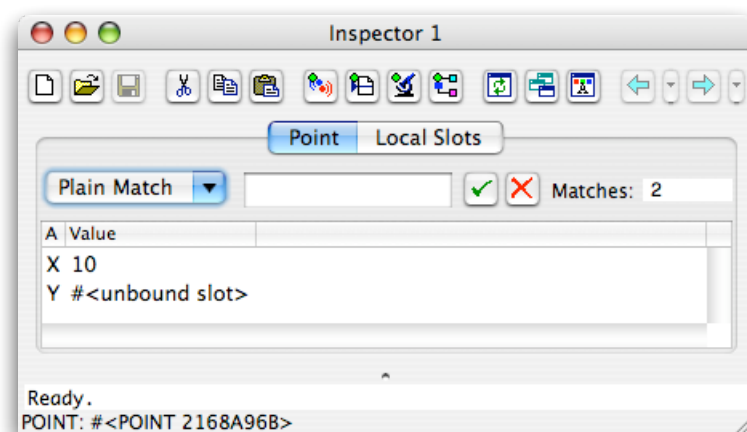 Inspector 1
Point Local Slots
Plain Match Matches: 2
A Value
X 10
Y #<unbound slot>
Ready.
POINT: #<POINT 2168A96B>